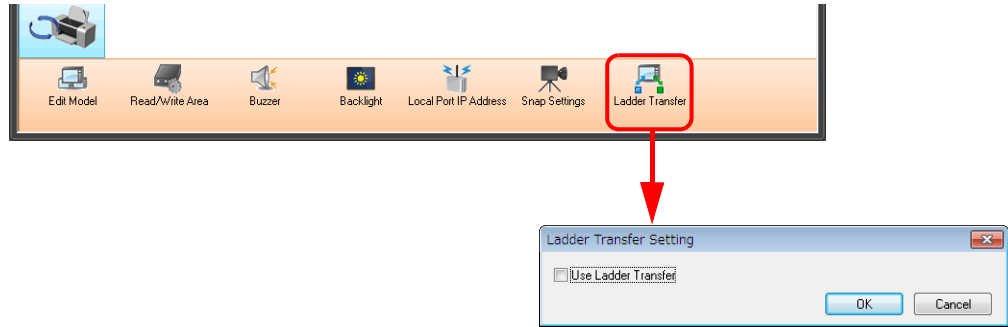 Edit Model
Read/Write Area
Buzzer
Backlight
Local Port IP Address
Snap Settings
Ladder Transfer
Ladder Transfer Setting
Use Ladder Transfer
OK
Cancel